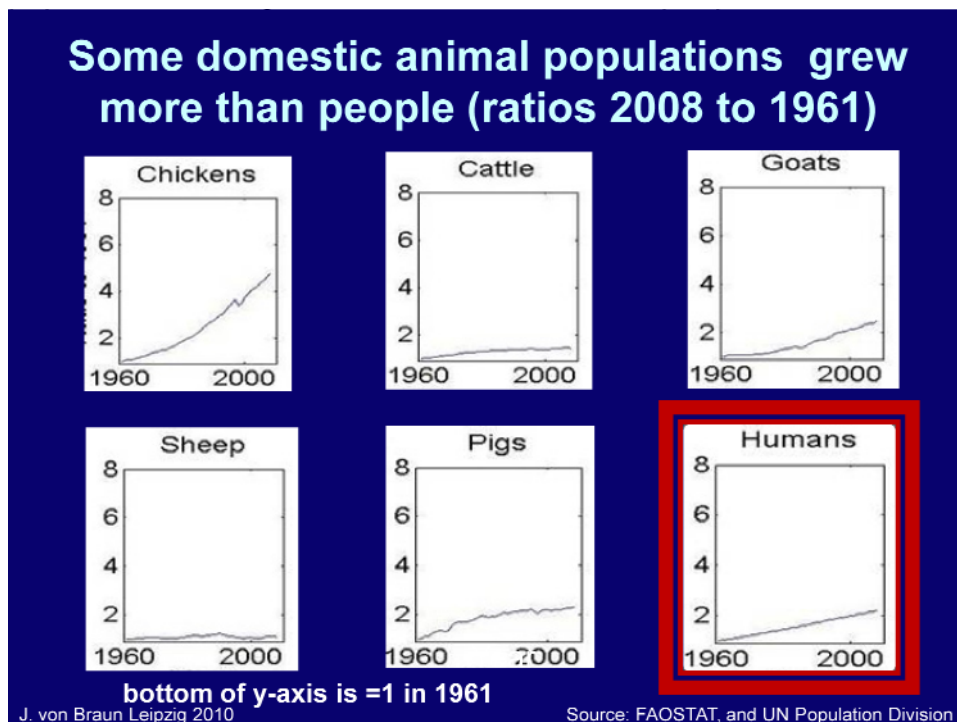 Some domestic animal populations grew
more than people (ratios 2008 to 1961)
Chickens
8
6
4
2
1960 2000
Cattle
8
6
4
2
1960 2000
Goats
8
6
4
2
1960 2000
Sheep
8
6
4
2
1960 2000
Pigs
8
6
4
2
1960 2000
Humans
8
6
4
2
1960 2000
bottom of y-axis is =1 in 1961
J. von Braun Leipzig 2010
Source: FAOSTAT, and UN Population Division